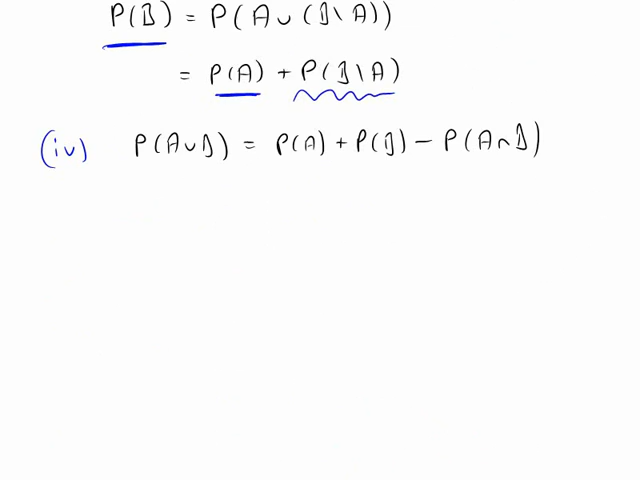 P(B) = P(A ∪ (B \ A))
= P(A) + P(B \ A)
(iv) P(A∪B) = P(A) + P(B) − P(A∩B)